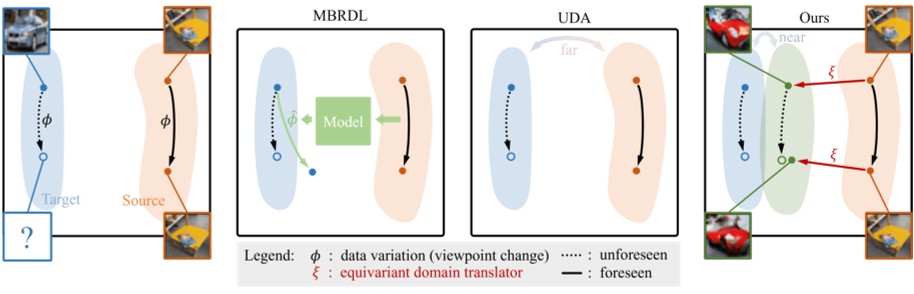 MBRDL
UDA
Ours
ϕ
ϕ
Target
Source
?
ϕ̂
Model
far
near
ξ
ξ
Legend: ϕ : data variation (viewpoint change) : unforeseen
ξ : equivariant domain translator : foreseen